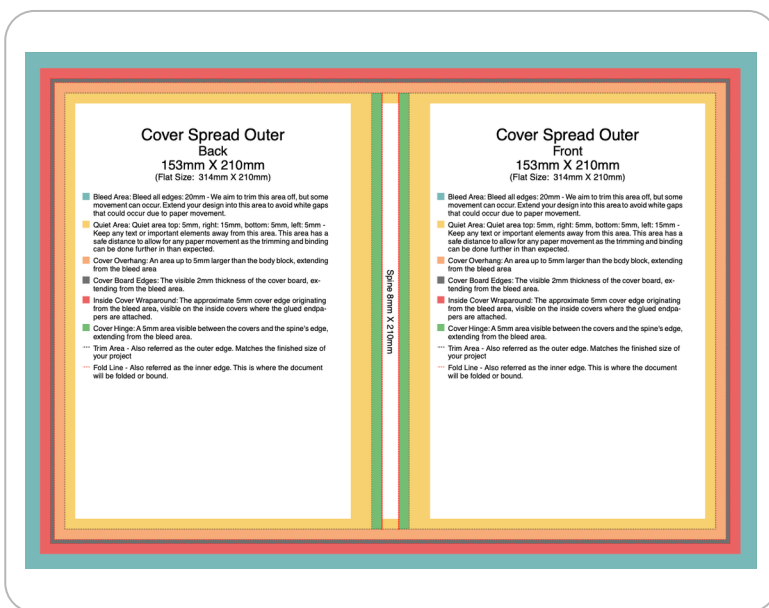 Cover Spread Outer
Back
153mm X 210mm
(Flat Size: 314mm X 210mm)
Bleed Area: Bleed all edges: 20mm - We aim to trim this area off, but some
movement can occur. Extend your design into this area to avoid white gaps
that could occur due to paper movement.
Quiet Area: Quiet area top: 5mm, right: 15mm, bottom: 5mm, left: 5mm -
Keep any text or important elements away from this area. This area has a
safe distance to allow for any paper movement as the trimming and binding
can be done further in than expected.
Cover Overhang: An area up to 5mm larger than the body block, extending
from the bleed area
Cover Board Edges: The visible 2mm thickness of the cover board, ex-
tending from the bleed area.
Inside Cover Wraparound: The approximate 5mm cover edge originating
from the bleed area, visible on the inside covers where the glued endpa-
pers are attached.
Cover Hinge: A 5mm area visible between the covers and the spine's edge,
extending from the bleed area.
Trim Area - Also referred as the outer edge. Matches the finished size of
your project
Fold Line - Also referred as the inner edge. This is where the document
will be folded or bound.
Spine 8mm X 210mm
Cover Spread Outer
Front
153mm X 210mm
(Flat Size: 314mm X 210mm)
Bleed Area: Bleed all edges: 20mm - We aim to trim this area off, but some
movement can occur. Extend your design into this area to avoid white gaps
that could occur due to paper movement.
Quiet Area: Quiet area top: 5mm, right: 5mm, bottom: 5mm, left: 15mm -
Keep any text or important elements away from this area. This area has a
safe distance to allow for any paper movement as the trimming and binding
can be done further in than expected.
Cover Overhang: An area up to 5mm larger than the body block, extending
from the bleed area
Cover Board Edges: The visible 2mm thickness of the cover board, ex-
tending from the bleed area.
Inside Cover Wraparound: The approximate 5mm cover edge originating
from the bleed area, visible on the inside covers where the glued endpa-
pers are attached.
Cover Hinge: A 5mm area visible between the covers and the spine's edge,
extending from the bleed area.
Trim Area - Also referred as the outer edge. Matches the finished size of
your project
Fold Line - Also referred as the inner edge. This is where the document
will be folded or bound.